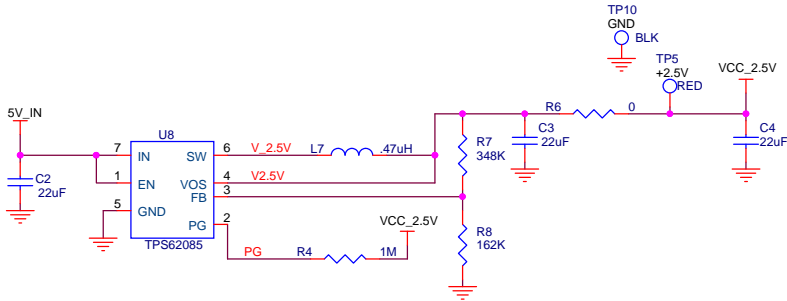 TP10
GND
BLK
TP5
+2.5V
RED
VCC_2.5V
5V_IN
U8
R6
0
7
IN
SW
6
V_2.5V
L7
.47uH
R7
348K
C3
22uF
C4
22uF
C2
22uF
1
EN
VOS
4
V2.5V
FB
3
5
GND
PG
2
VCC_2.5V
R8
162K
TPS62085
PG
R4
1M